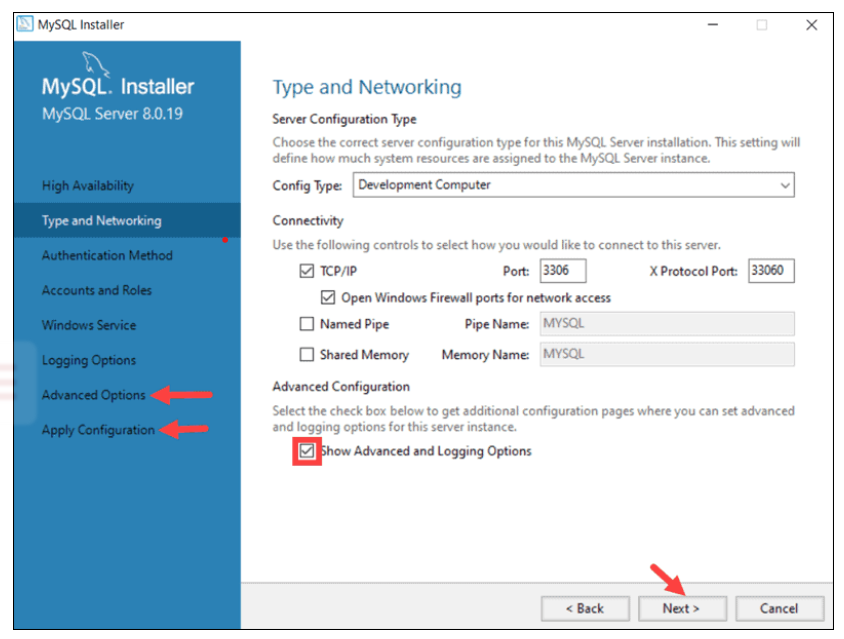 MySQL Installer
MySQL. Installer
MySQL Server 8.0.19
High Availability
Type and Networking
Authentication Method
Accounts and Roles
Windows Service
Logging Options
Advanced Options
Apply Configuration
Type and Networking
Server Configuration Type
Choose the correct server configuration type for this MySQL Server installation. This setting will
define how much system resources are assigned to the MySQL Server instance.
Config Type: Development Computer
Connectivity
Use the following controls to select how you would like to connect to this server.
TCP/IP Port: 3306 X Protocol Port: 33060
Open Windows Firewall ports for network access
Named Pipe Pipe Name: MYSQL
Shared Memory Memory Name: MYSQL
Advanced Configuration
Select the check box below to get additional configuration pages where you can set advanced
and logging options for this server instance.
Show Advanced and Logging Options
< Back Next > Cancel